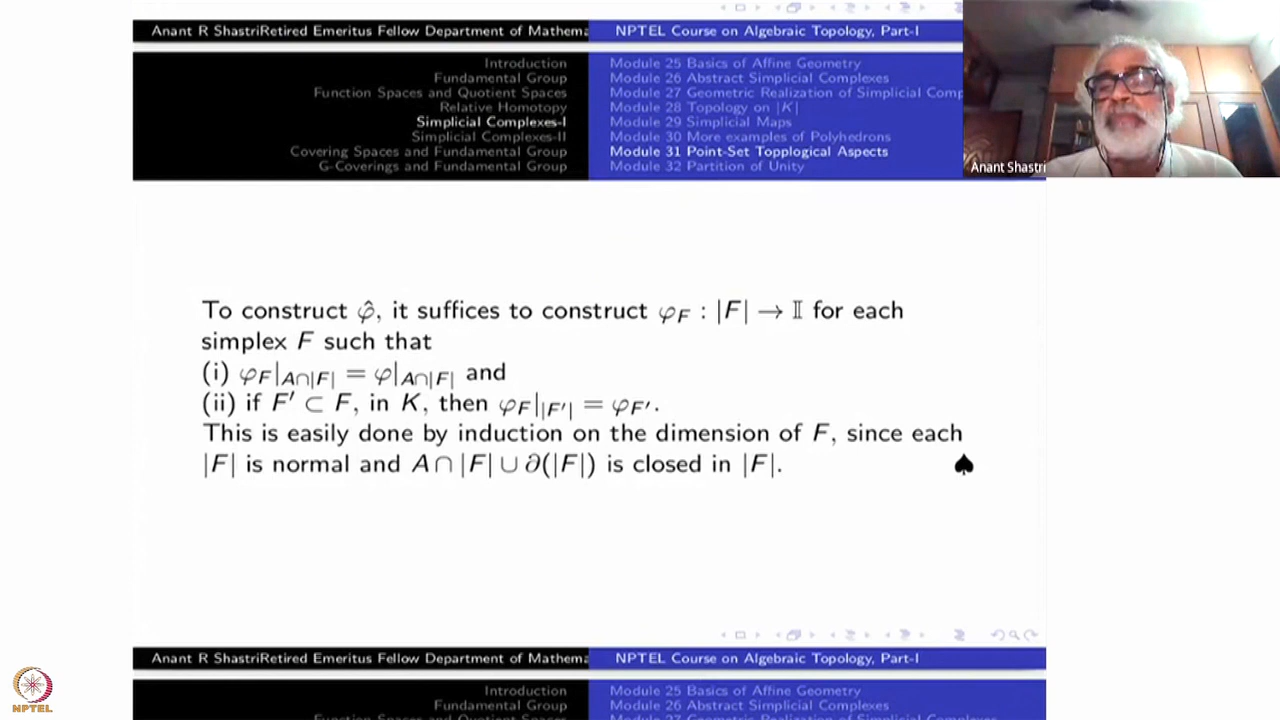 Anant R Shastri Retired Emeritus Fellow Department of Mathema
NPTEL Course on Algebraic Topology, Part-I
Introduction
Fundamental Group
Function Spaces and Quotient Spaces
Relative Homotopy
Simplicial Complexes-I
Simplicial Complexes-II
Covering Spaces and Fundamental Group
G-Coverings and Fundamental Group
Module 25 Basics of Affine Geometry
Module 26 Abstract Simplicial Complexes
Module 27 Geometric Realization of Simplicial Comp
Module 28 Topology on |K|
Module 29 Simplicial Maps
Module 30 More examples of Polyhedrons
Module 31 Point-Set Topplogical Aspects
Module 32 Partition of Unity
Anant Shastri
To construct φ̂, it suffices to construct φ_F : |F| → 𝕀 for each
simplex F such that
(i) φ_F|_{A∩|F|} = φ|_{A∩|F|} and
(ii) if F′ ⊂ F, in K, then φ_F|_{|F′|} = φ_{F′}.
This is easily done by induction on the dimension of F, since each
|F| is normal and A ∩ |F| ∪ ∂(|F|) is closed in |F|. ♠
Anant R Shastri Retired Emeritus Fellow Department of Mathema
NPTEL Course on Algebraic Topology, Part-I
Introduction
Fundamental Group
Module 25 Basics of Affine Geometry
Module 26 Abstract Simplicial Complexes
NPTEL